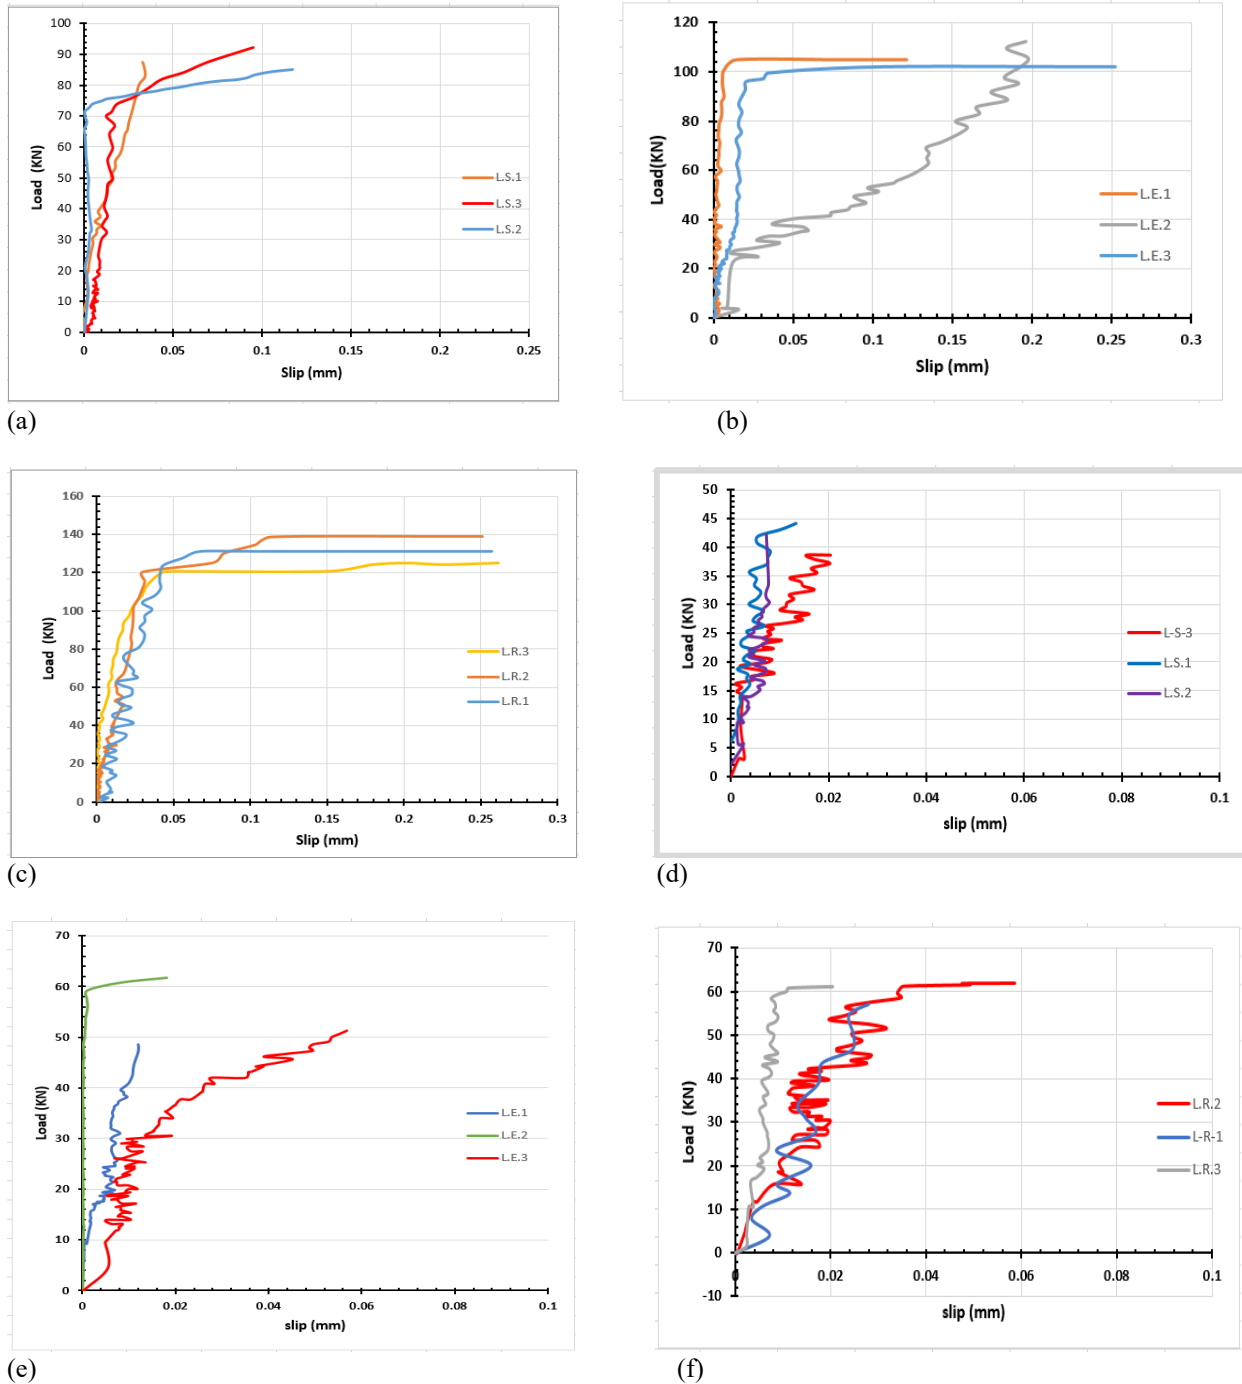 100
90
80
70
60
50
40
30
20
10
0
Load (KN)
L.S.1
L.S.3
L.S.2
0 0.05 0.1 0.15 0.2 0.25
Slip (mm)
(a)
120
100
80
60
40
20
0
Load(KN)
L.E.1
L.E.2
L.E.3
0 0.05 0.1 0.15 0.2 0.25 0.3
Slip (mm)
(b)
160
140
120
100
80
60
40
20
0
Load (KN)
L.R.3
L.R.2
L.R.1
0 0.05 0.1 0.15 0.2 0.25 0.3
Slip (mm)
(c)
50
45
40
35
30
25
20
15
10
5
0
Load (KN)
L-S-3
L.S.1
L.S.2
0 0.02 0.04 0.06 0.08 0.1
slip (mm)
(d)
70
60
50
40
30
20
10
0
Load (KN)
L.E.1
L.E.2
L.E.3
0 0.02 0.04 0.06 0.08 0.1
slip (mm)
(e)
70
60
50
40
30
20
10
0
-10
Load (KN)
L.R.2
L-R-1
L.R.3
0 0.02 0.04 0.06 0.08 0.1
slip (mm)
(f)